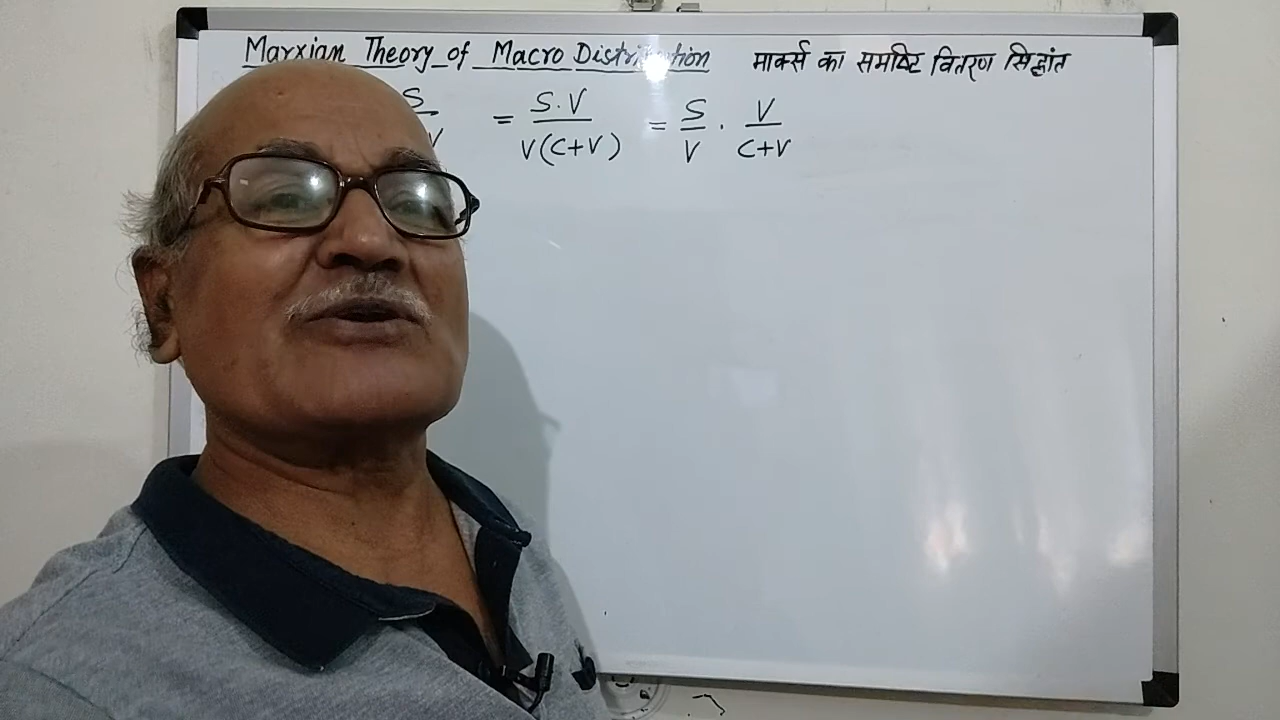 Marxian Theory of Macro Distribution मार्क्स का समष्टि वितरण सिद्धांत
S/ V = S.V/V(C+V) = S/V . V/C+V